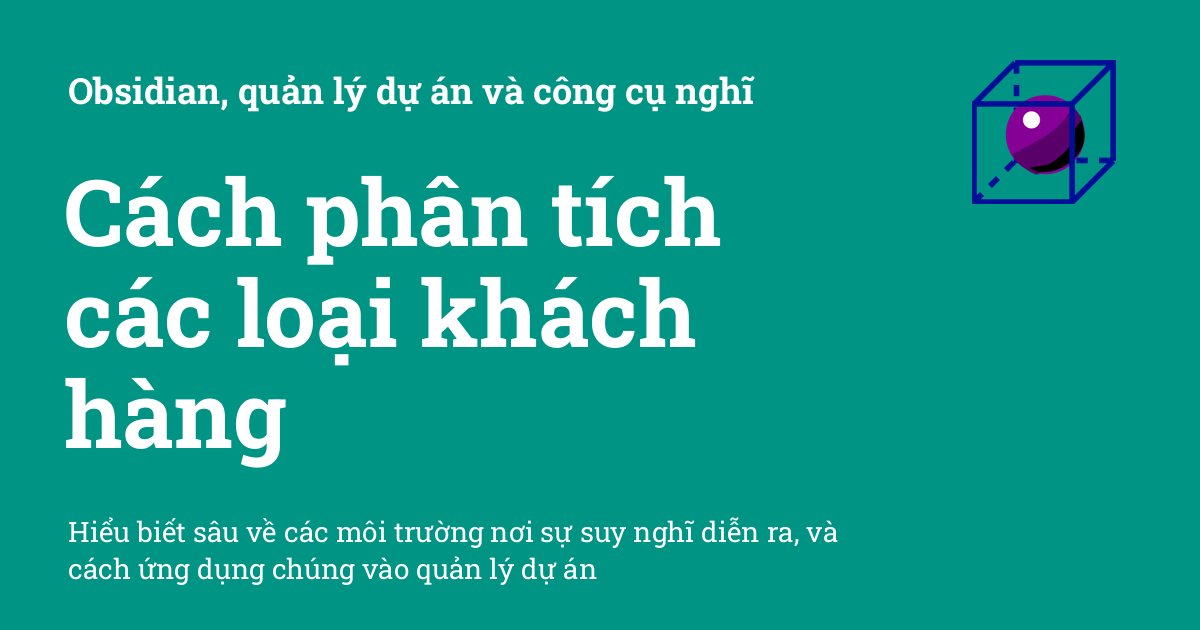 Obsidian, quản lý dự án và công cụ nghĩ
Cách phân tích
các loại khách
hàng
Hiểu biết sâu về các môi trường nơi sự suy nghĩ diễn ra, và
cách ứng dụng chúng vào quản lý dự án